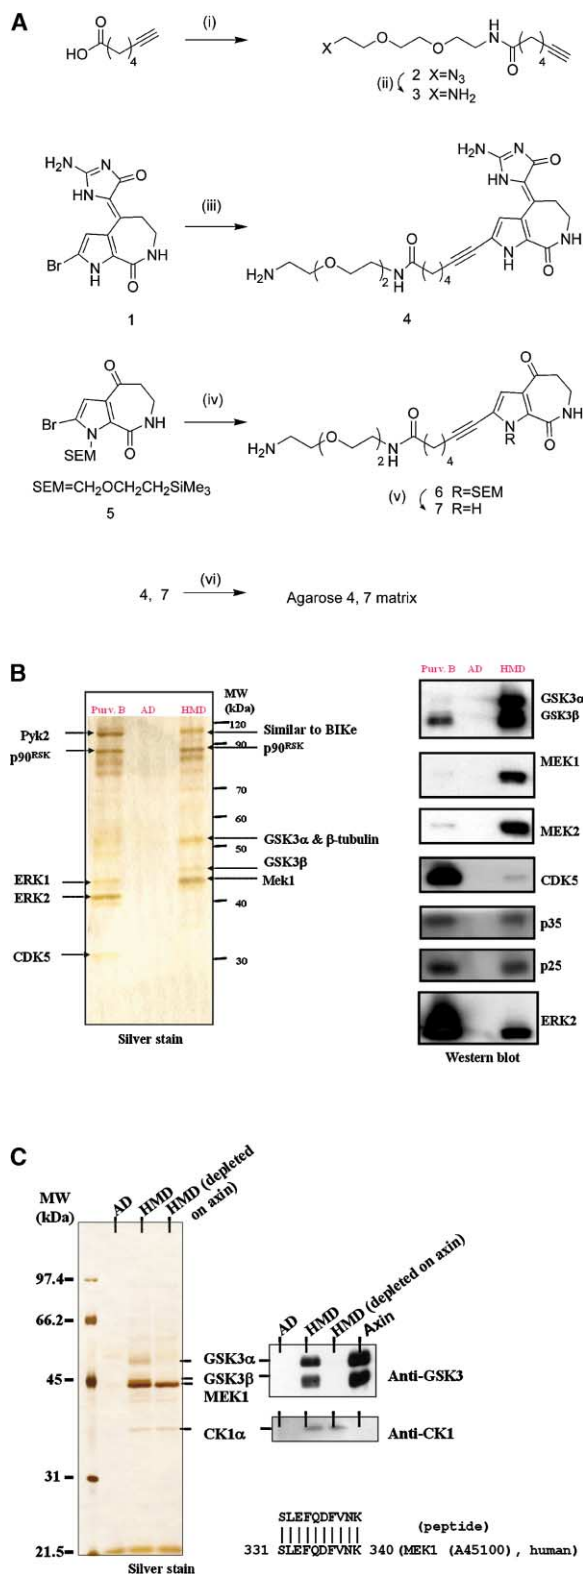 A
(i)
HO
O
4
X
O
O
H
N
O
4
(ii) 2 X=N3
3 X=NH2
H2N
N
O
HN
Br
N
H
O
NH
1
(iii)
H2N
N
O
HN
H2N
O
2
N
H
O
4
N
H
O
NH
4
O
Br
N
SEM
O
NH
SEM=CH2OCH2CH2SiMe3
5
(iv)
H2N
O
2
N
H
O
4
O
N
R
O
NH
(v) 6 R=SEM
7 R=H
4, 7
(vi)
Agarose 4, 7 matrix
B
Purv. B AD HMD
MW
(kDa)
120
90
70
50
40
30
Pyk2
p90RSK
ERK1
ERK2
CDK5
Similar to BIKe
p90RSK
GSK3α & β-tubulin
GSK3β
Mek1
Silver stain
Purv. B AD HMD
GSK3α
GSK3β
MEK1
MEK2
CDK5
p35
p25
ERK2
Western blot
C
MW
(kDa)
AD
HMD
HMD (depleted
on axin)
97.4
66.2
45
31
21.5
GSK3α
GSK3β
MEK1
CK1α
Silver stain
AD
HMD
HMD (depleted on axin)
Axin
Anti-GSK3
Anti-CK1
SLEFQDFVNK
(peptide)
331 SLEFQDFVNK 340 (MEK1 (A45100), human)